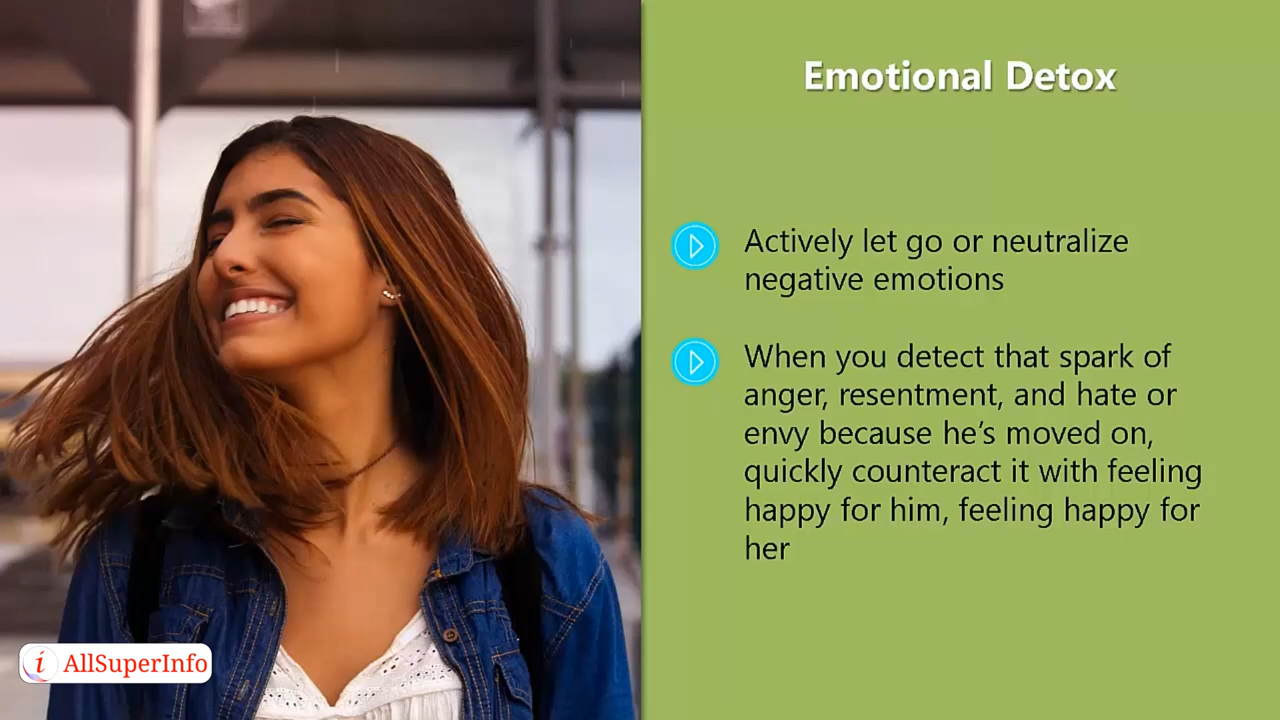 Emotional Detox
Actively let go or neutralize
negative emotions
When you detect that spark of
anger, resentment, and hate or
envy because he’s moved on,
quickly counteract it with feeling
happy for him, feeling happy for
her
i AllSuperInfo